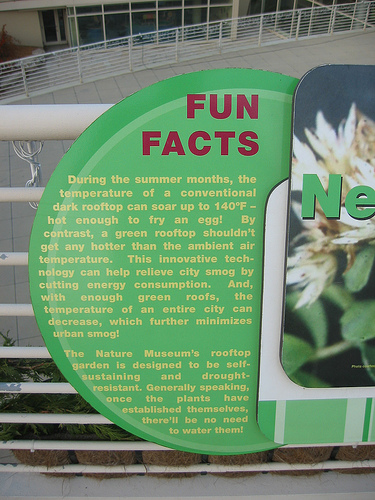 FUN
FACTS
During the summer months, the
temperature of a conventional
dark rooftop can soar up to 140°F –
hot enough to fry an egg! By
contrast, a green rooftop shouldn't
get any hotter than the ambient air
temperature. This innovative tech-
nology can help relieve city smog by
cutting energy consumption. And,
with enough green roofs, the
temperature of an entire city can
decrease, which further minimizes
urban smog!
The Nature Museum's rooftop
garden is designed to be self-
sustaining and drought-
resistant. Generally speaking,
once the plants have
established themselves,
there'll be no need
to water them!
Ne